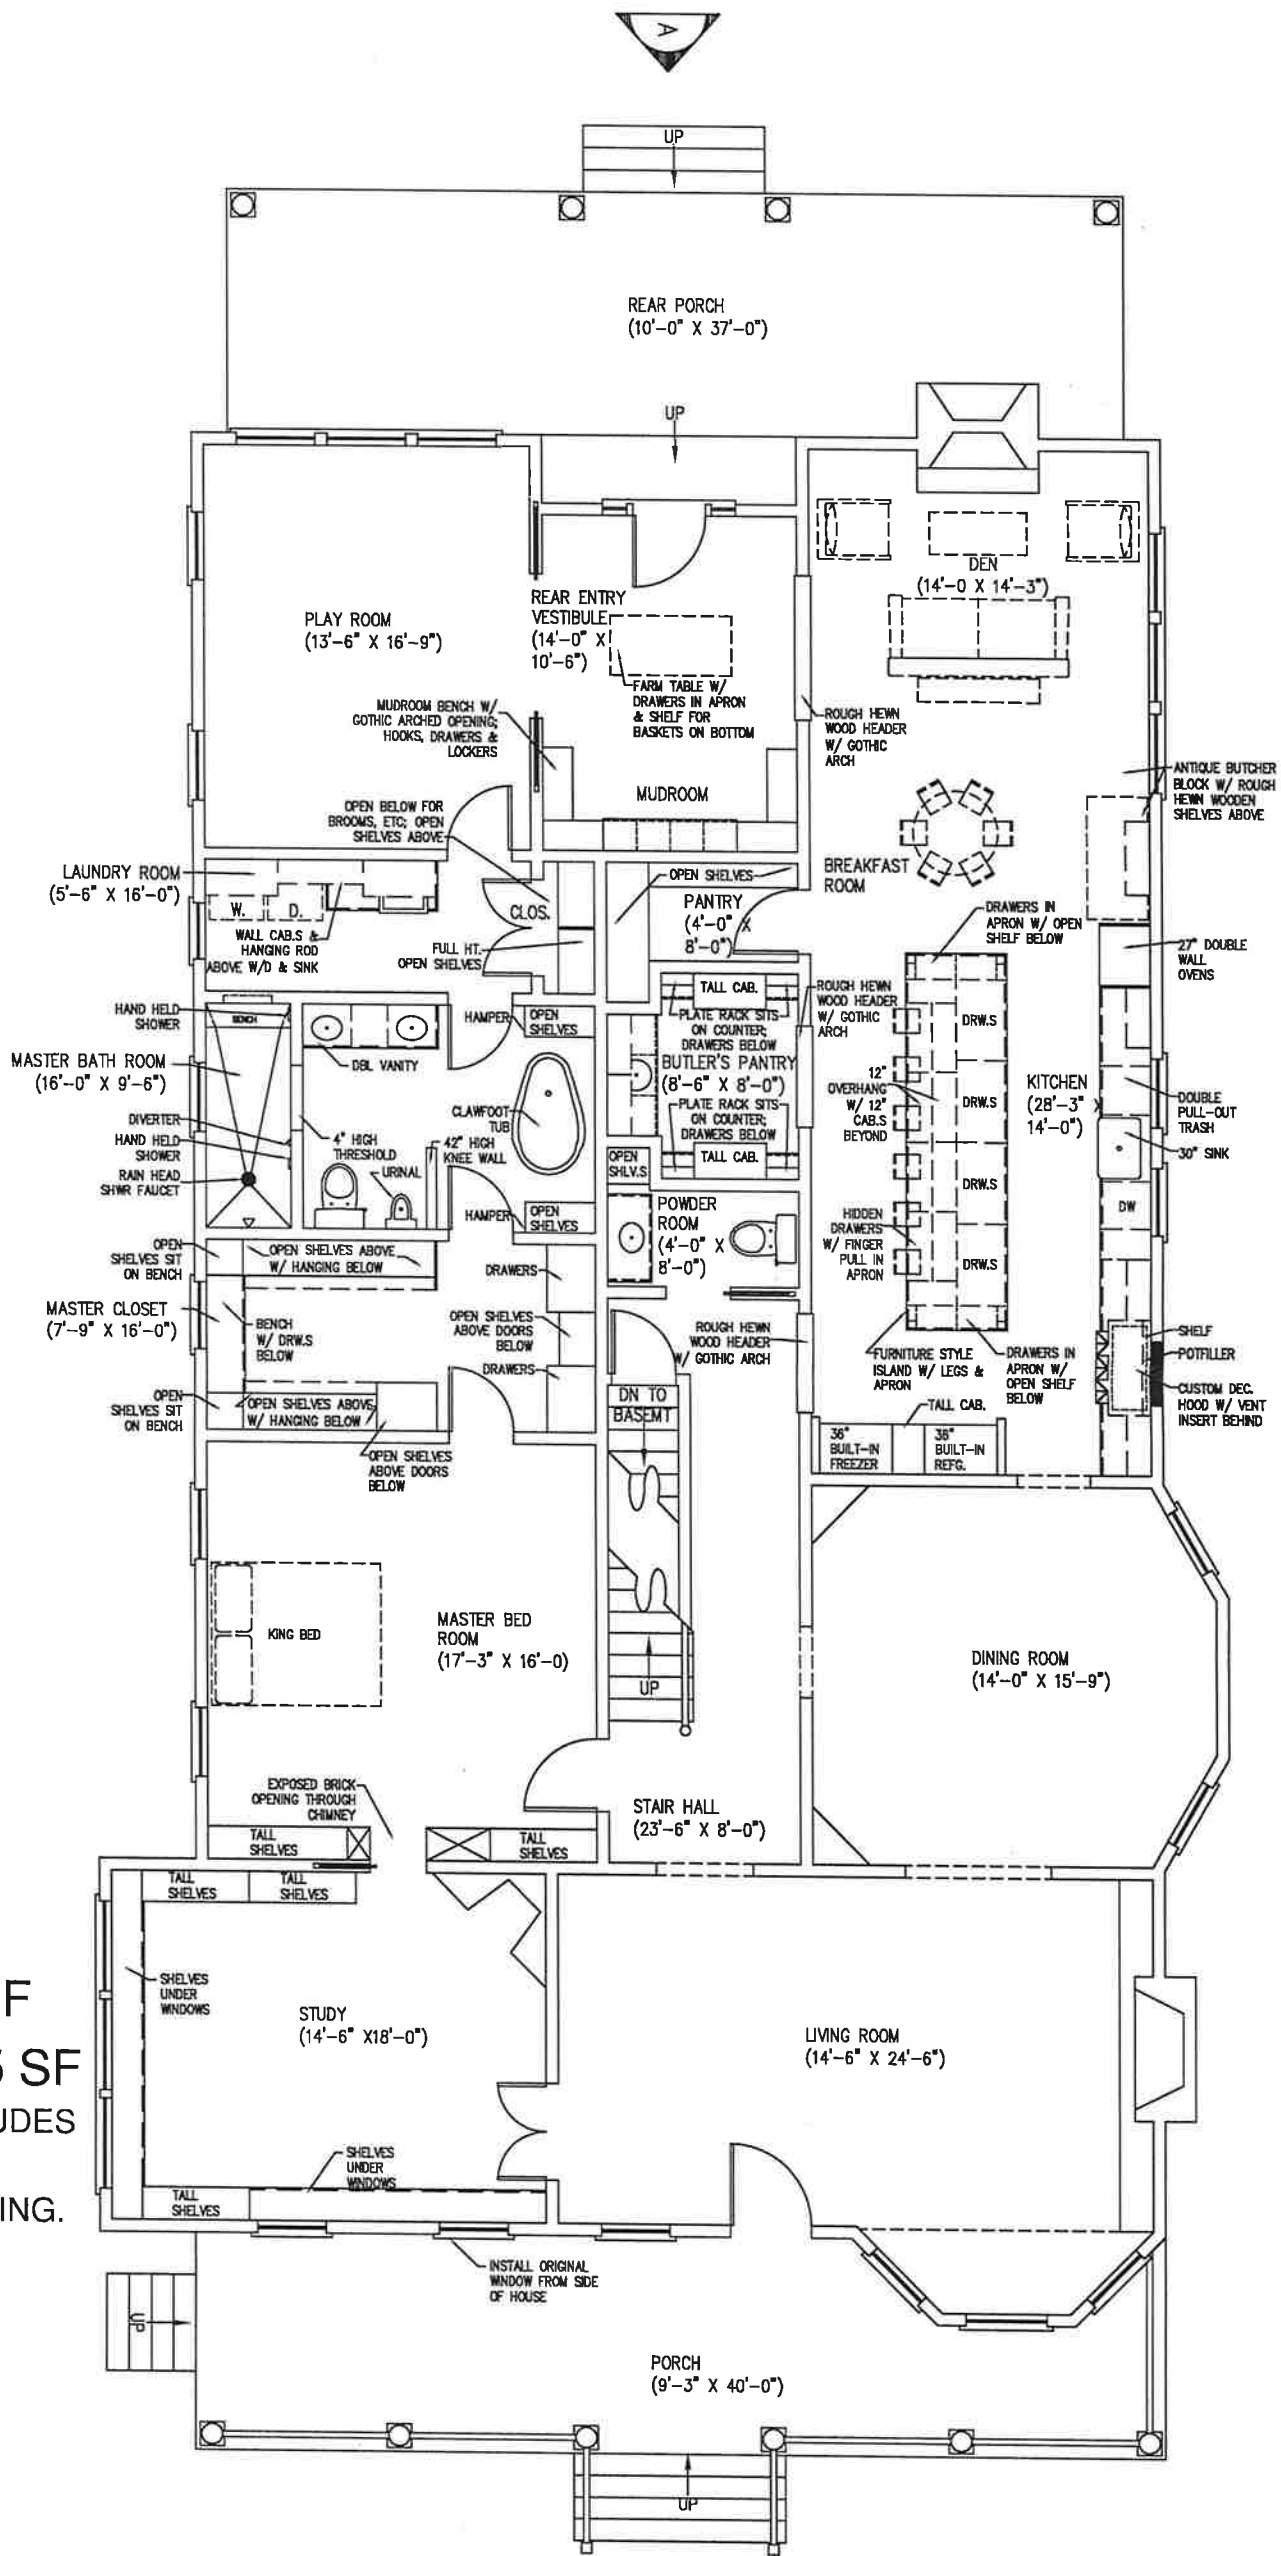 A
UP
REAR PORCH
(10'-0" X 37'-0")
UP
DEN
(14'-0 X 14'-3")
PLAY ROOM
(13'-6" X 16'-9")
REAR ENTRY
VESTIBULE
(14'-0" X
10'-6")
FARM TABLE W/
DRAWERS IN APRON
& SHELF FOR
BASKETS ON BOTTOM
MUDROOM BENCH W/
GOTHIC ARCHED OPENING;
HOOKS, DRAWERS &
LOCKERS
ROUGH HEWN
WOOD HEADER
W/ GOTHIC
ARCH
ANTIQUE BUTCHER
BLOCK W/ ROUGH
HEWN WOODEN
SHELVES ABOVE
MUDROOM
OPEN BELOW FOR
BROOMS, ETC; OPEN
SHELVES ABOVE
BREAKFAST
ROOM
LAUNDRY ROOM
(5'-6" X 16'-0")
W.
D.
WALL CAB.S &
HANGING ROD
ABOVE W/D & SINK
CLOS.
FULL HT.
OPEN SHELVES
OPEN SHELVES
PANTRY
(4'-0" X
8'-0")
DRAWERS IN
APRON W/ OPEN
SHELF BELOW
27" DOUBLE
WALL
OVENS
TALL CAB.
ROUGH HEWN
WOOD HEADER
W/ GOTHIC
ARCH
HAND HELD
SHOWER
BENCH
HAMPER
OPEN
SHELVES
PLATE RACK SITS
ON COUNTER;
DRAWERS BELOW
DRW.S
MASTER BATH ROOM
(16'-0" X 9'-6")
DBL VANITY
BUTLER'S PANTRY
(8'-6" X 8'-0")
12"
OVERHANG
W/ 12"
CAB.S
BEYOND
DRW.S
KITCHEN
(28'-3" X
14'-0")
DOUBLE
PULL-OUT
TRASH
CLAWFOOT
TUB
PLATE RACK SITS
ON COUNTER;
DRAWERS BELOW
DIVERTER
HAND HELD
SHOWER
RAIN HEAD
SHWR FAUCET
4" HIGH
THRESHOLD
42" HIGH
KNEE WALL
URINAL
OPEN
SHLV.S
TALL CAB.
30" SINK
DRW.S
DW
HAMPER
OPEN
SHELVES
POWDER
ROOM
(4'-0" X
8'-0")
HIDDEN
DRAWERS
W/ FINGER
PULL IN
APRON
DRW.S
OPEN
SHELVES SIT
ON BENCH
OPEN SHELVES ABOVE
W/ HANGING BELOW
DRAWERS
MASTER CLOSET
(7'-9" X 16'-0")
BENCH
W/ DRW.S
BELOW
OPEN SHELVES
ABOVE DOORS
BELOW
DRAWERS
ROUGH HEWN
WOOD HEADER
W/ GOTHIC ARCH
FURNITURE STYLE
ISLAND W/ LEGS &
APRON
DRAWERS IN
APRON W/
OPEN SHELF
BELOW
SHELF
POTFILLER
CUSTOM DEC.
HOOD W/ VENT
INSERT BEHIND
OPEN
SHELVES SIT
ON BENCH
OPEN SHELVES ABOVE
W/ HANGING BELOW
DN TO
BASEMT
TALL CAB.
36"
BUILT-IN
FREEZER
36"
BUILT-IN
REFG.
OPEN SHELVES
ABOVE DOORS
BELOW
KING BED
MASTER BED
ROOM
(17'-3" X 16'-0)
UP
DINING ROOM
(14'-0" X 15'-9")
EXPOSED BRICK
OPENING THROUGH
CHIMNEY
STAIR HALL
(23'-6" X 8'-0")
TALL
SHELVES
TALL
SHELVES
TALL
SHELVES
TALL
SHELVES
SHELVES
UNDER
WINDOWS
STUDY
(14'-6" X18'-0")
LIVING ROOM
(14'-6" X 24'-6")
F
SF
UDES
ING.
SHELVES
UNDER
WINDOWS
TALL
SHELVES
INSTALL ORIGINAL
WINDOW FROM SIDE
OF HOUSE
UP
PORCH
(9'-3" X 40'-0")
UP